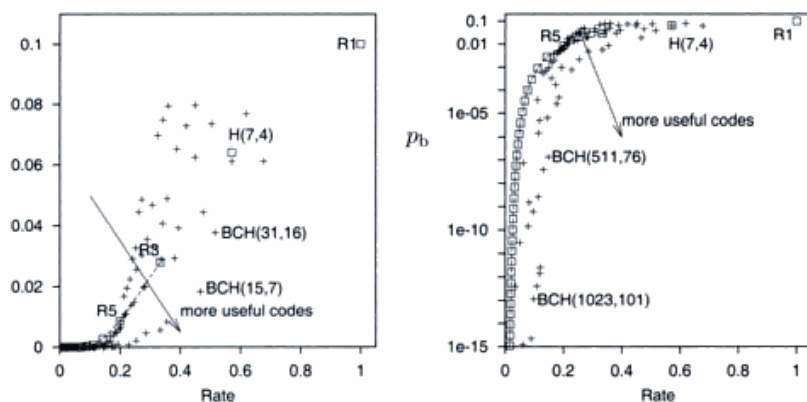 0.1
R1
0.08
H(7,4)
0.06
0.04
BCH(31,16)
R3
0.02
BCH(15,7)
R5
more useful codes
0
0 0.2 0.4 0.6 0.8 1
Rate
0.1
R5
R1
0.01
H(7,4)
1e-05
more useful codes
p_b
BCH(511,76)
1e-10
BCH(1023,101)
1e-15
0 0.2 0.4 0.6 0.8 1
Rate